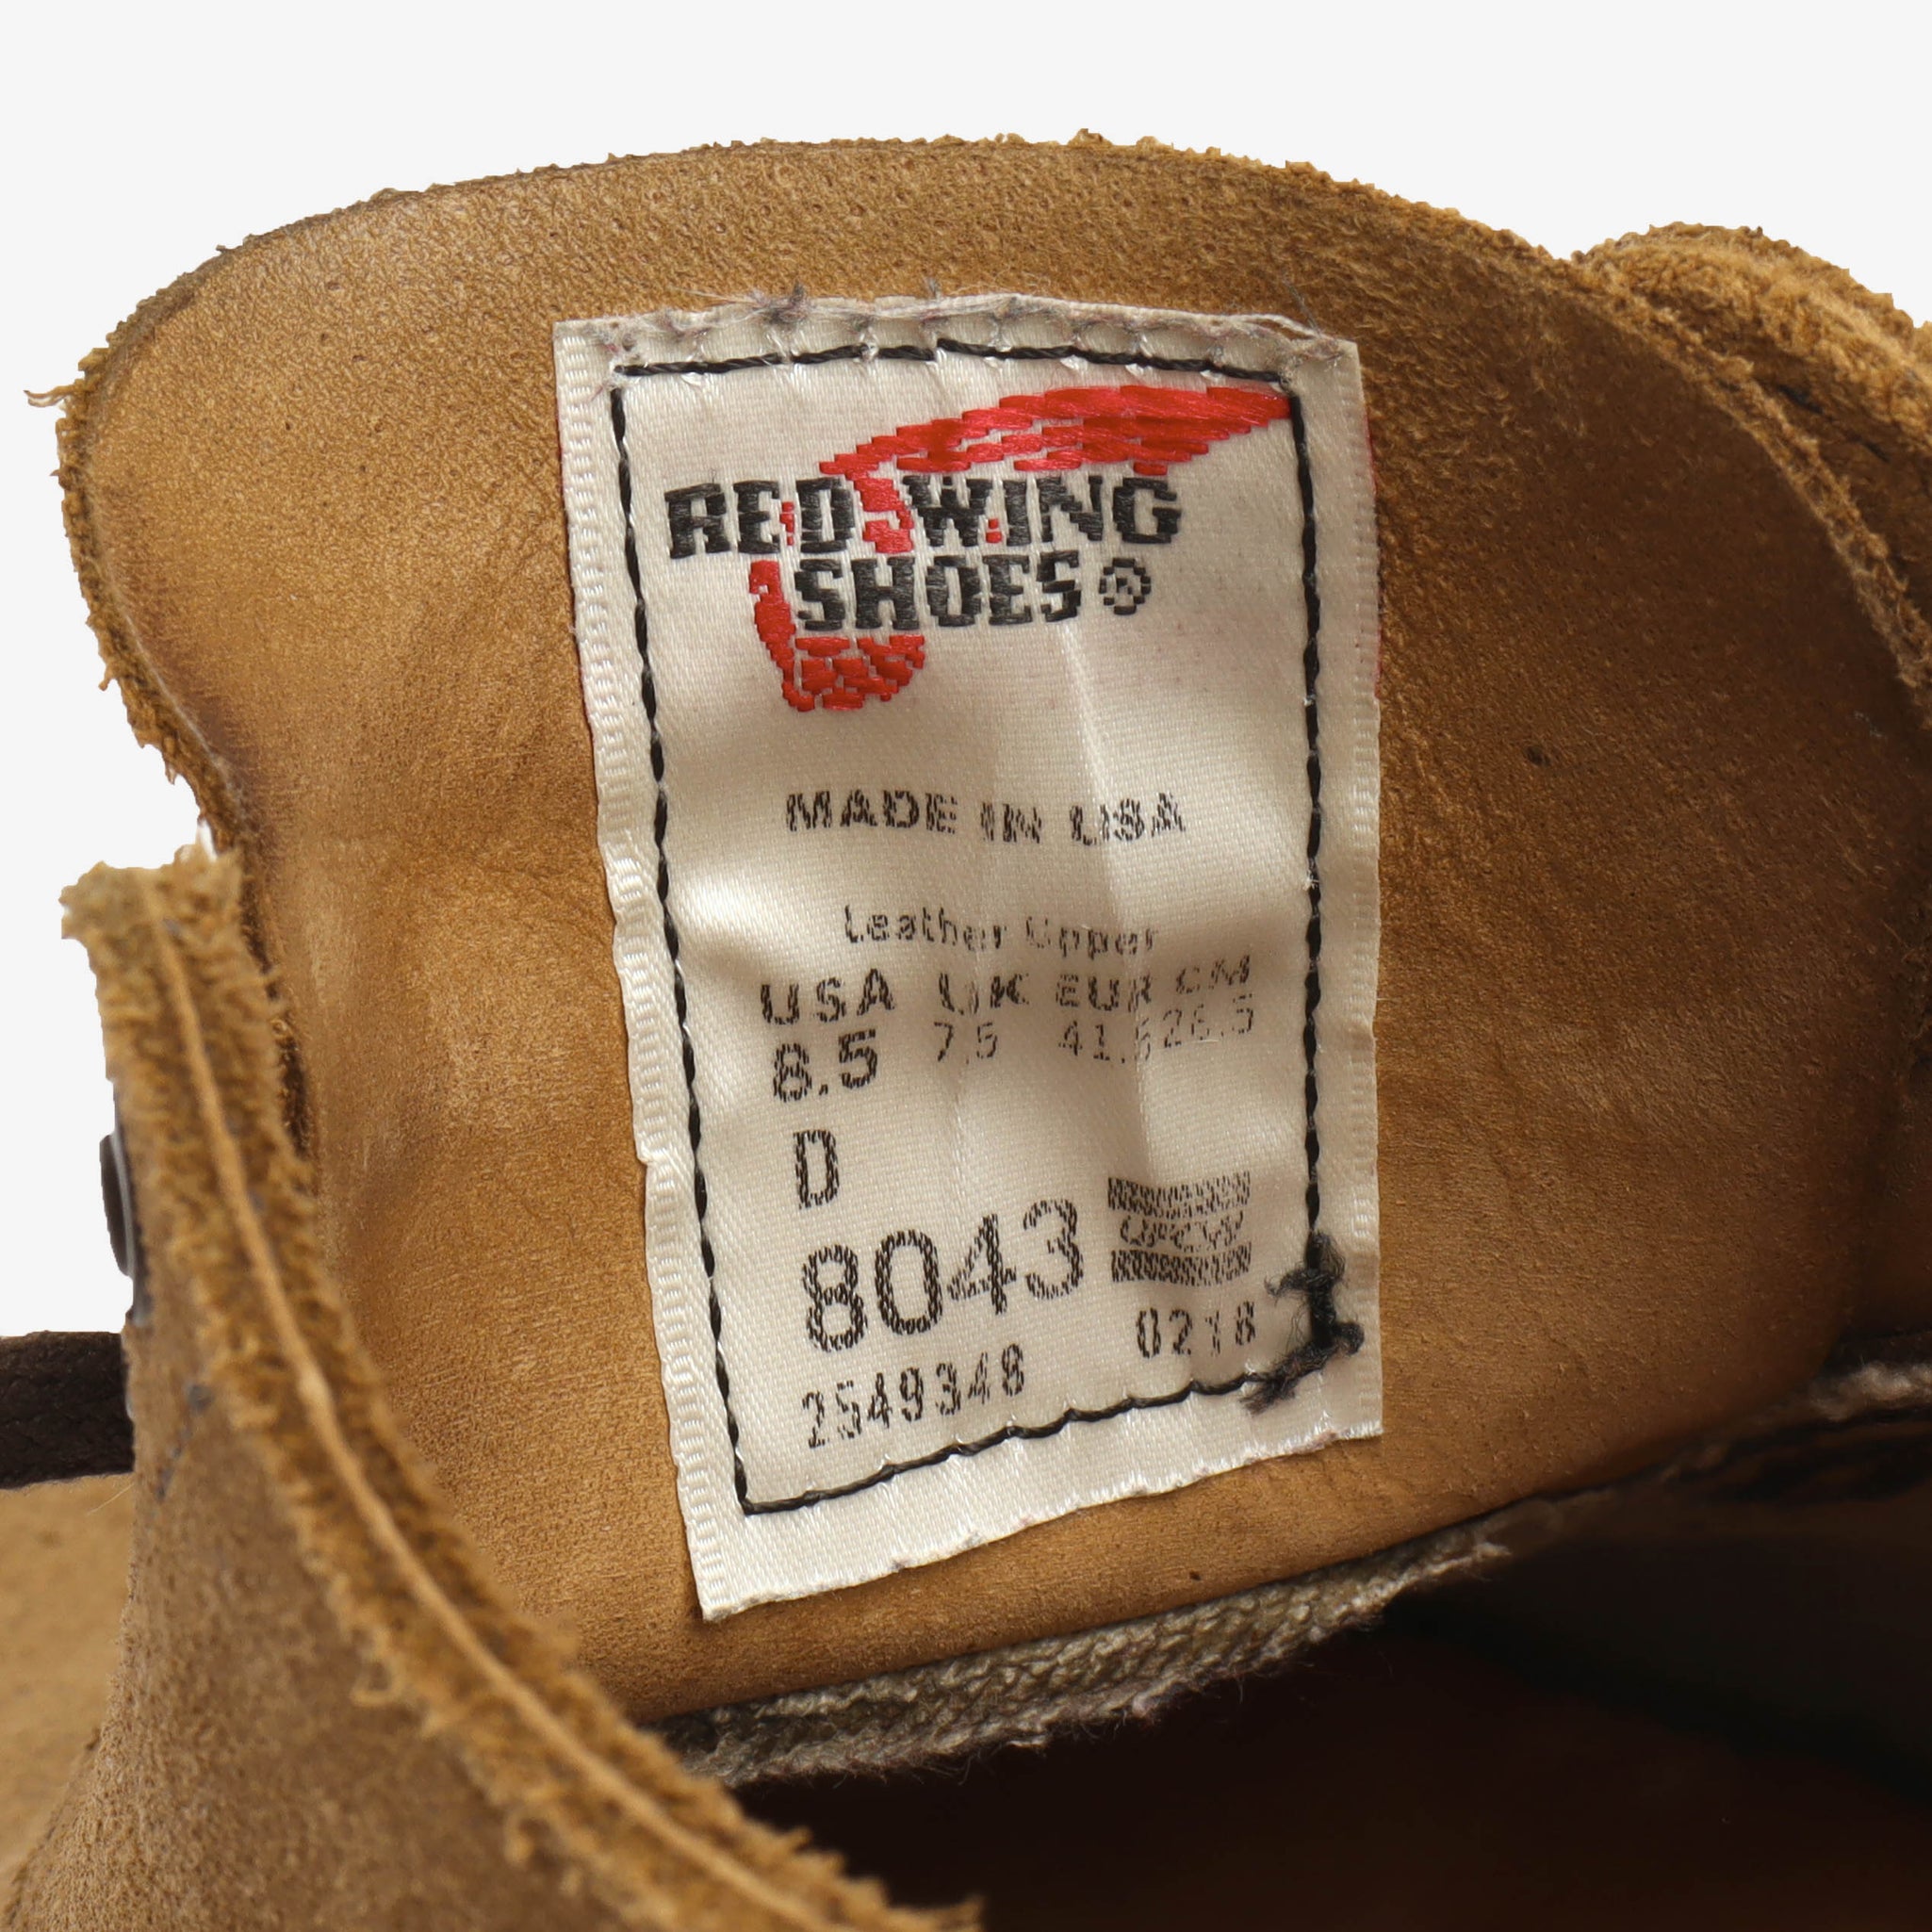 RED WING
SHOES®
MADE IN USA
Leather Upper
USA UK EUR CM
8.5 7.5 41.5 26.5
D
8043
UFCW
0218
2549348